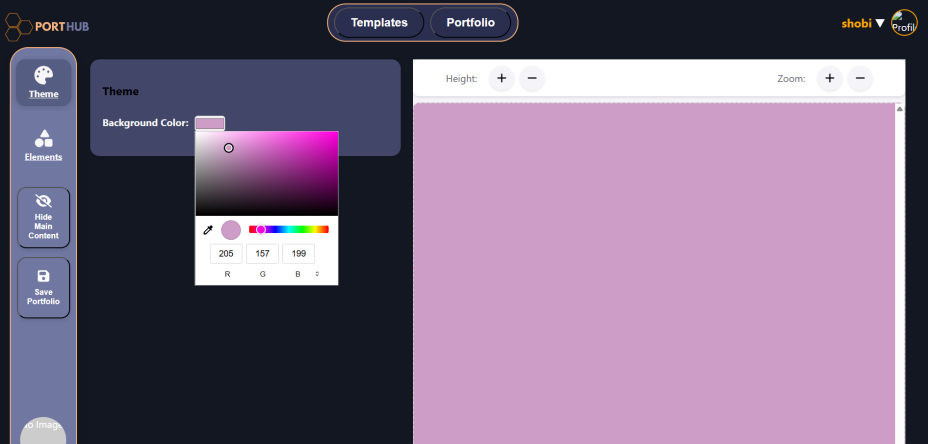 PORTHUB
Templates
Portfolio
shobi ▼
Profil
Theme
Elements
Hide
Main
Content
Save
Portfolio
Theme
Background Color:
205 157 199
R G B
Height: + −
Zoom: + −
o Image